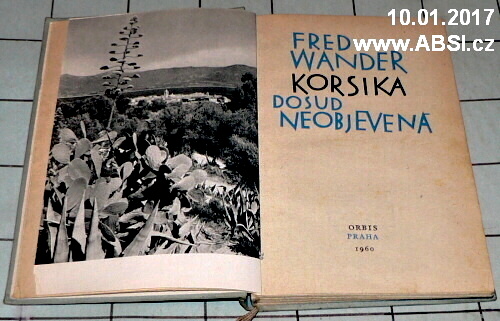 10.01.2017
www.ABSI.cz
FRED
WANDER
KORSIKA
DOSUD
NEOBJEVENÁ
ORBIS
PRAHA
1960